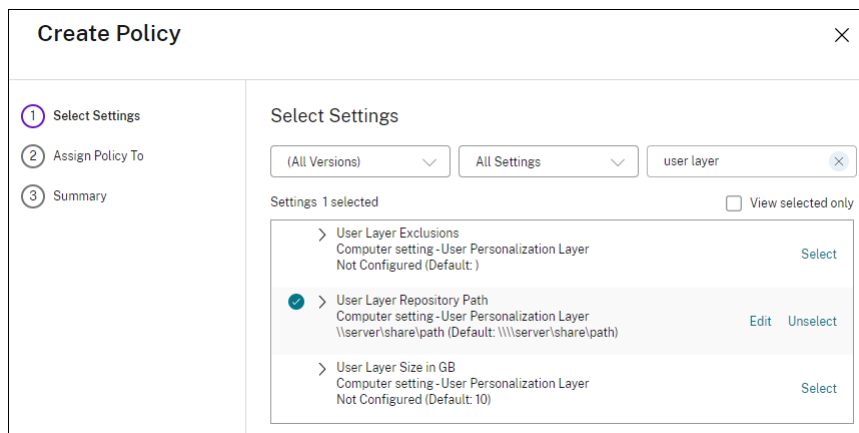 Create Policy
1 Select Settings
2 Assign Policy To
3 Summary
Select Settings
(All Versions) All Settings user layer
Settings 1 selected View selected only
User Layer Exclusions
Computer setting - User Personalization Layer
Not Configured (Default: )
Select
User Layer Repository Path
Computer setting - User Personalization Layer
\\server\share\path (Default: \\\\server\share\path)
Edit Unselect
User Layer Size in GB
Computer setting - User Personalization Layer
Not Configured (Default: 10)
Select